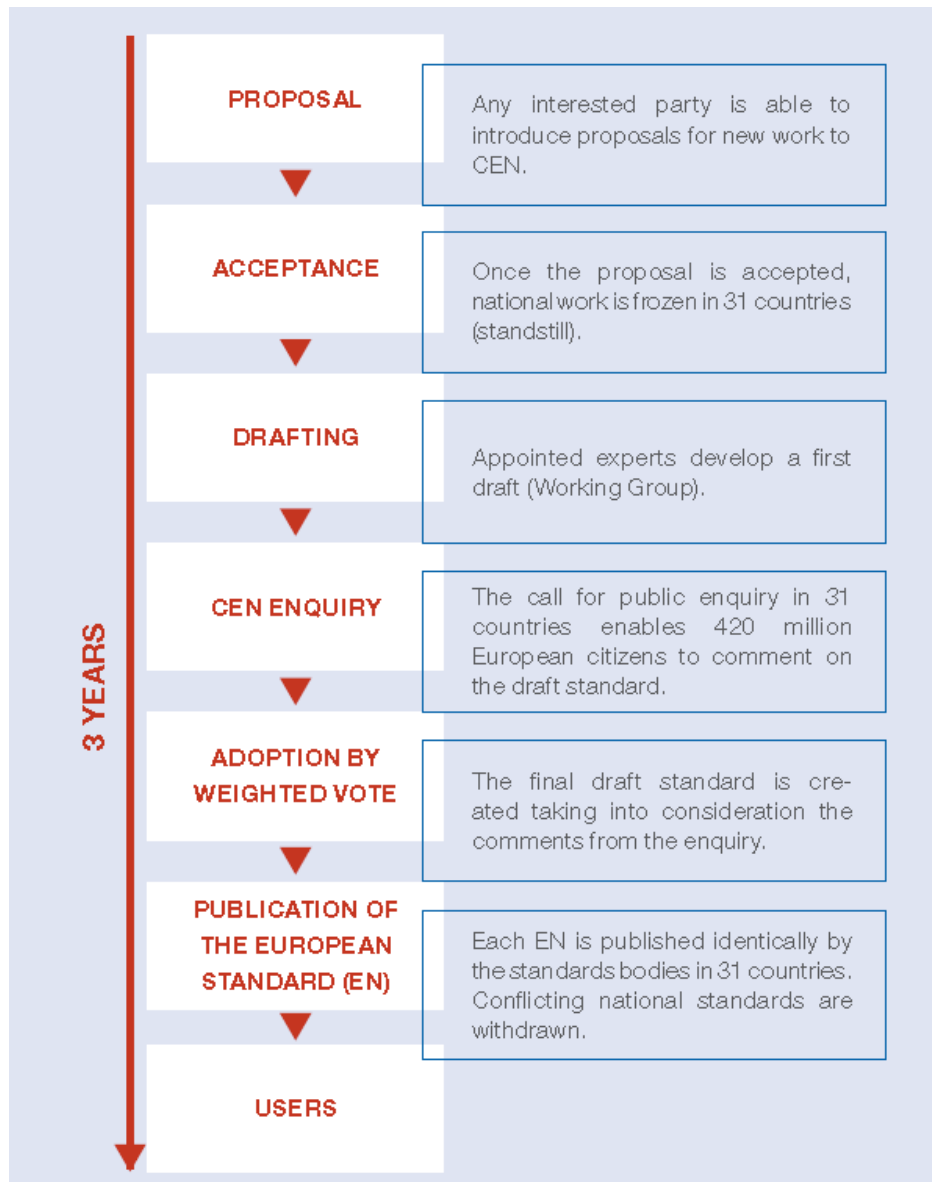 PROPOSAL
Any interested party is able to
introduce proposals for new work to
CEN.
ACCEPTANCE
Once the proposal is accepted,
national work is frozen in 31 countries
(standstill).
DRAFTING
Appointed experts develop a first
draft (Working Group).
CEN ENQUIRY
The call for public enquiry in 31
countries enables 420 million
European citizens to comment on
the draft standard.
3 YEARS
ADOPTION BY
WEIGHTED VOTE
The final draft standard is cre-
ated taking into consideration the
comments from the enquiry.
PUBLICATION OF
THE EUROPEAN
STANDARD (EN)
Each EN is published identically by
the standards bodies in 31 countries.
Conflicting national standards are
withdrawn.
USERS